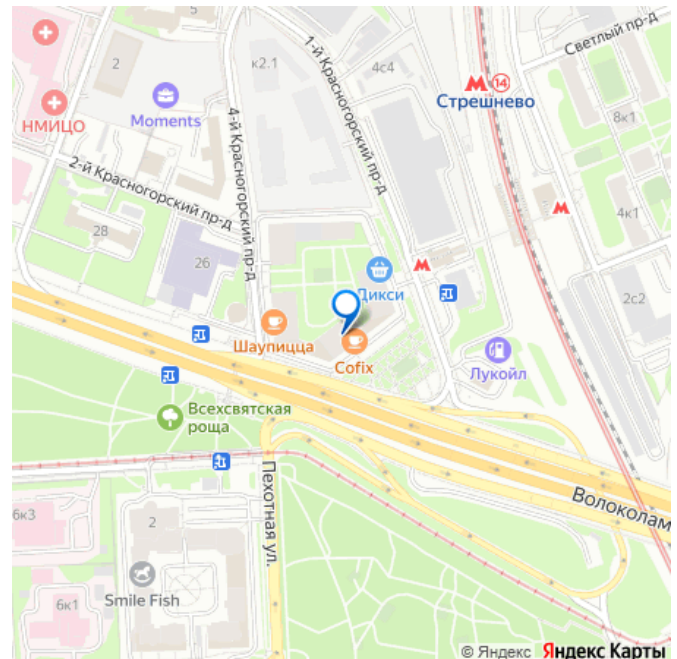 2
к2.1
Moments
НМИЦО
4-й Красногорский пр-д
1-й Красногорский пр-д
4с4
14
Стрешнево
Светлый пр-д
8к1
2-й Красногорский пр-д
28
26
4к1
2с2
Дикси
Шаупицца
Cofix
Лукойл
Всехсвятская
роща
Пехотная ул.
Волоколам
6к3
2
6к1
Smile Fish
© Яндекс Яндекс Карты